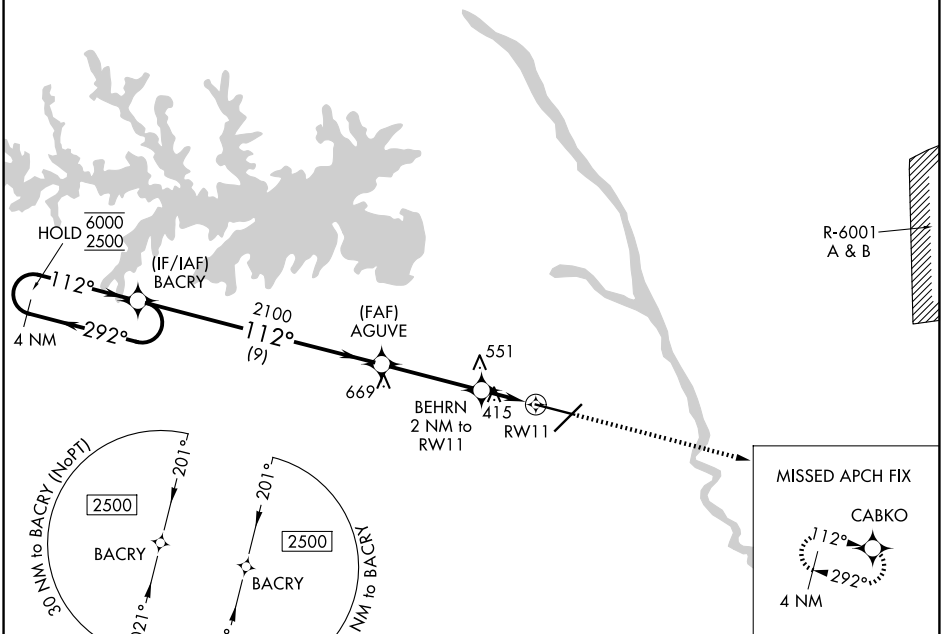 HOLD 6000
2500
(IF/IAF)
BACRY
112°
292°
4 NM
2100
112°
(9)
(FAF)
AGUVE
669
551
BEHRN
2 NM to
RW11
415
RW11
R-6001
A & B
30 NM to BACRY (NoPT)
2500
201°
BACRY
021°
201°
2500
BACRY
NM to BACRY
MISSED APCH FIX
CABKO
112°
292°
4 NM